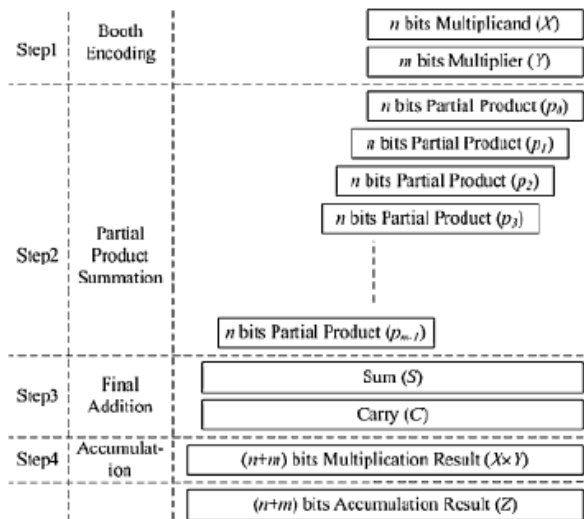 Step1
Booth
Encoding
n bits Multiplicand (X)
m bits Multiplier (Y)
Step2
Partial
Product
Summation
n bits Partial Product (p0)
n bits Partial Product (p1)
n bits Partial Product (p2)
n bits Partial Product (p3)
n bits Partial Product (pm-1)
Step3
Final
Addition
Sum (S)
Carry (C)
Step4
Accumulat-
ion
(n+m) bits Multiplication Result (X×Y)
(n+m) bits Accumulation Result (Z)